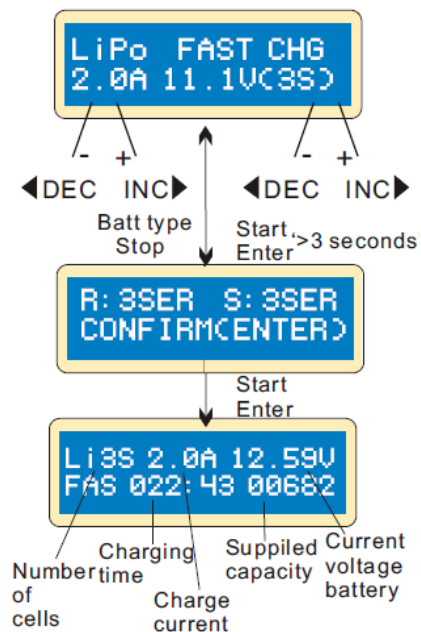 LiPo FAST CHG
2.0A 11.1V(3S)
- + - +
◀DEC INC▶ ◀DEC INC▶
Batt type
Stop
Start
Enter
>3 seconds
R:3SER S:3SER
CONFIRM(ENTER)
Start
Enter
Li3S 2.0A 12.59V
FAS 022:43 00682
Number
of
cells
Charging
time
Charge
current
Suppiled
capacity
Current
voltage
battery